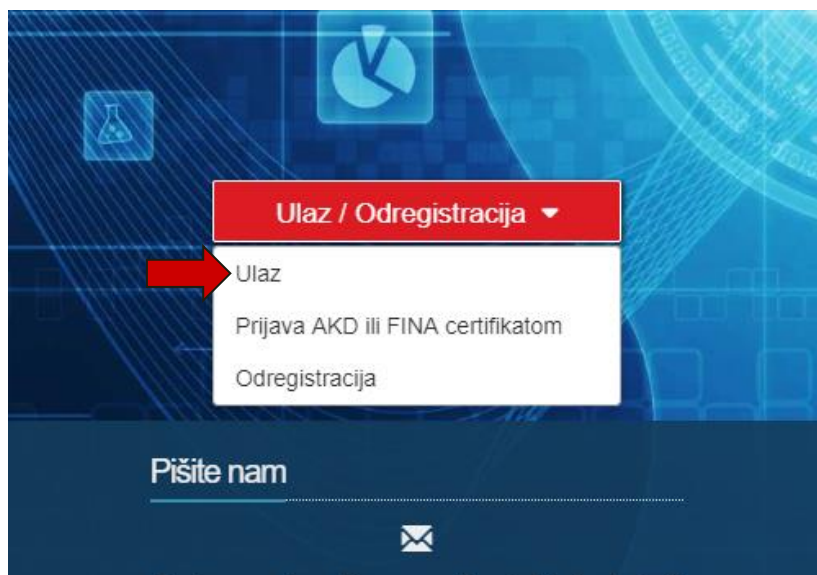 Ulaz / Odregistracija
Ulaz
Prijava AKD ili FINA certifikatom
Odregistracija
Pišite nam